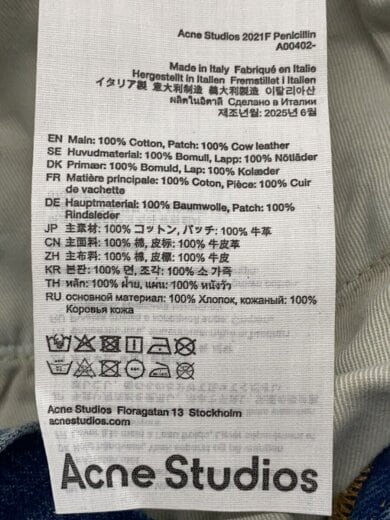 Acne Studios 2021F Penicillin
A00402-
Made in Italy Fabriqué en Italie
Hergestellt in Italien Fremstillet i Italien
イタリア製 意大利制造 義大利製造 이탈리아산
ผลิตในอิตาลี Сделано в Италии
제조년월: 2025년 6월
EN Main: 100% Cotton, Patch: 100% Cow leather
SE Huvudmaterial: 100% Bomull, Lapp: 100% Nötläder
DK Primær: 100% Bomuld, Lap: 100% Kolæder
FR Matière principale: 100% Coton, Pièce: 100% Cuir
de vachette
DE Hauptmaterial: 100% Baumwolle, Patch: 100%
Rindsleder
JP 主素材: 100% コットン, パッチ: 100% 牛革
CN 主面料: 100% 棉, 皮标: 100% 牛皮革
ZH 主布料: 100% 棉, 皮標: 100% 牛皮
KR 본판: 100% 면, 조각: 100% 소 가죽
TH หลัก: 100% ฝ้าย, แผน: 100% หนังวัว
RU основной материал: 100% Хлопок, кожаный: 100%
Коровья кожа
Acne Studios Floragatan 13 Stockholm
acnestudios.com
Acne Studios